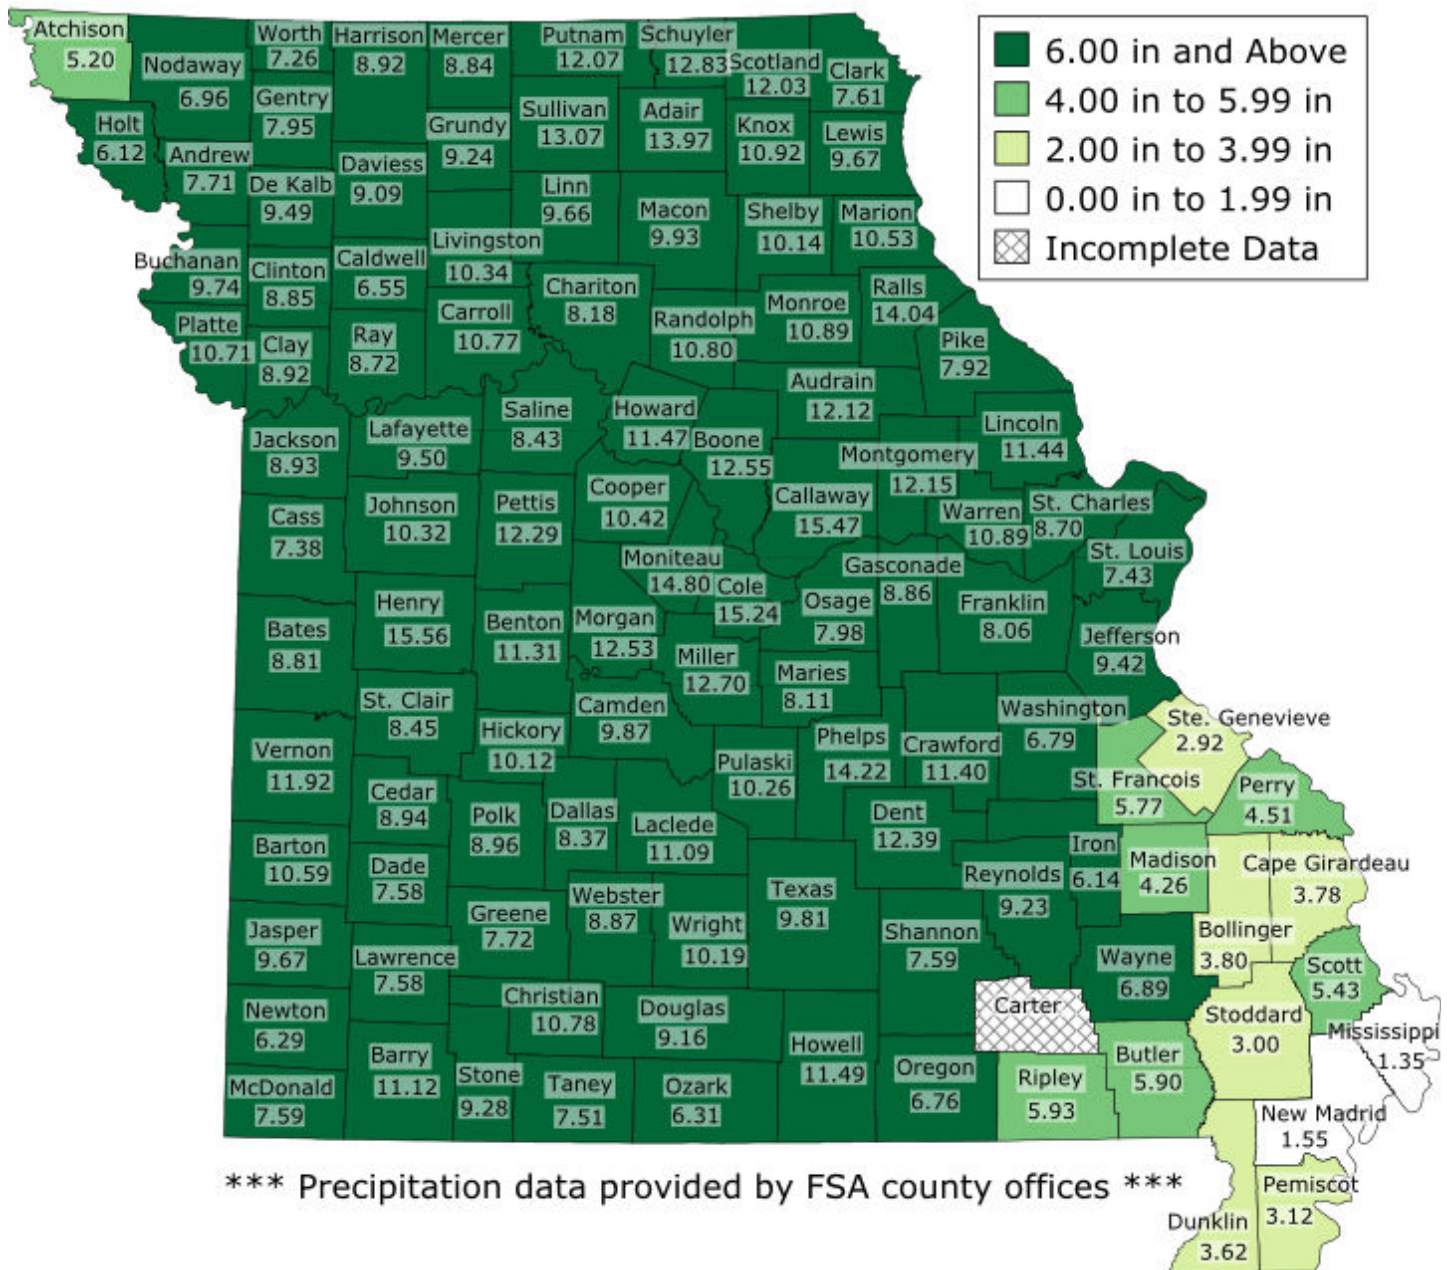 6.00 in and Above
4.00 in to 5.99 in
2.00 in to 3.99 in
0.00 in to 1.99 in
Incomplete Data
Atchison
5.20
Nodaway
6.96
Worth
7.26
Harrison
8.92
Mercer
8.84
Putnam
12.07
Schuyler
12.83
Scotland
12.03
Clark
7.61
Holt
6.12
Andrew
7.71
Gentry
7.95
De Kalb
9.49
Daviess
9.09
Grundy
9.24
Sullivan
13.07
Adair
13.97
Knox
10.92
Lewis
9.67
Linn
9.66
Macon
9.93
Shelby
10.14
Marion
10.53
Buchanan
9.74
Clinton
8.85
Caldwell
6.55
Livingston
10.34
Chariton
8.18
Randolph
10.80
Monroe
10.89
Ralls
14.04
Pike
7.92
Platte
10.71
Clay
8.92
Ray
8.72
Carroll
10.77
Audrain
12.12
Jackson
8.93
Lafayette
9.50
Saline
8.43
Howard
11.47
Boone
12.55
Lincoln
11.44
Montgomery
12.15
Cass
7.38
Johnson
10.32
Pettis
12.29
Cooper
10.42
Callaway
15.47
Warren
10.89
St. Charles
8.70
St. Louis
7.43
Moniteau
14.80
Cole
15.24
Gasconade
8.86
Osage
7.98
Franklin
8.06
Jefferson
9.42
Bates
8.81
Henry
15.56
Benton
11.31
Morgan
12.53
Miller
12.70
Maries
8.11
St. Clair
8.45
Hickory
10.12
Camden
9.87
Washington
6.79
Ste. Genevieve
2.92
Vernon
11.92
Pulaski
10.26
Phelps
14.22
Crawford
11.40
St. Francois
5.77
Perry
4.51
Cedar
8.94
Polk
8.96
Dallas
8.37
Laclede
11.09
Dent
12.39
Iron
6.14
Madison
4.26
Cape Girardeau
3.78
Barton
10.59
Dade
7.58
Greene
7.72
Webster
8.87
Wright
10.19
Texas
9.81
Reynolds
9.23
Shannon
7.59
Bollinger
3.80
Wayne
6.89
Scott
5.43
Jasper
9.67
Lawrence
7.58
Christian
10.78
Douglas
9.16
Carter
Stoddard
3.00
Mississippi
1.35
Newton
6.29
Barry
11.12
Stone
9.28
Taney
7.51
Ozark
6.31
Howell
11.49
Oregon
6.76
Ripley
5.93
Butler
5.90
McDonald
7.59
New Madrid
1.55
Pemiscot
3.12
Dunklin
3.62
*** Precipitation data provided by FSA county offices ***